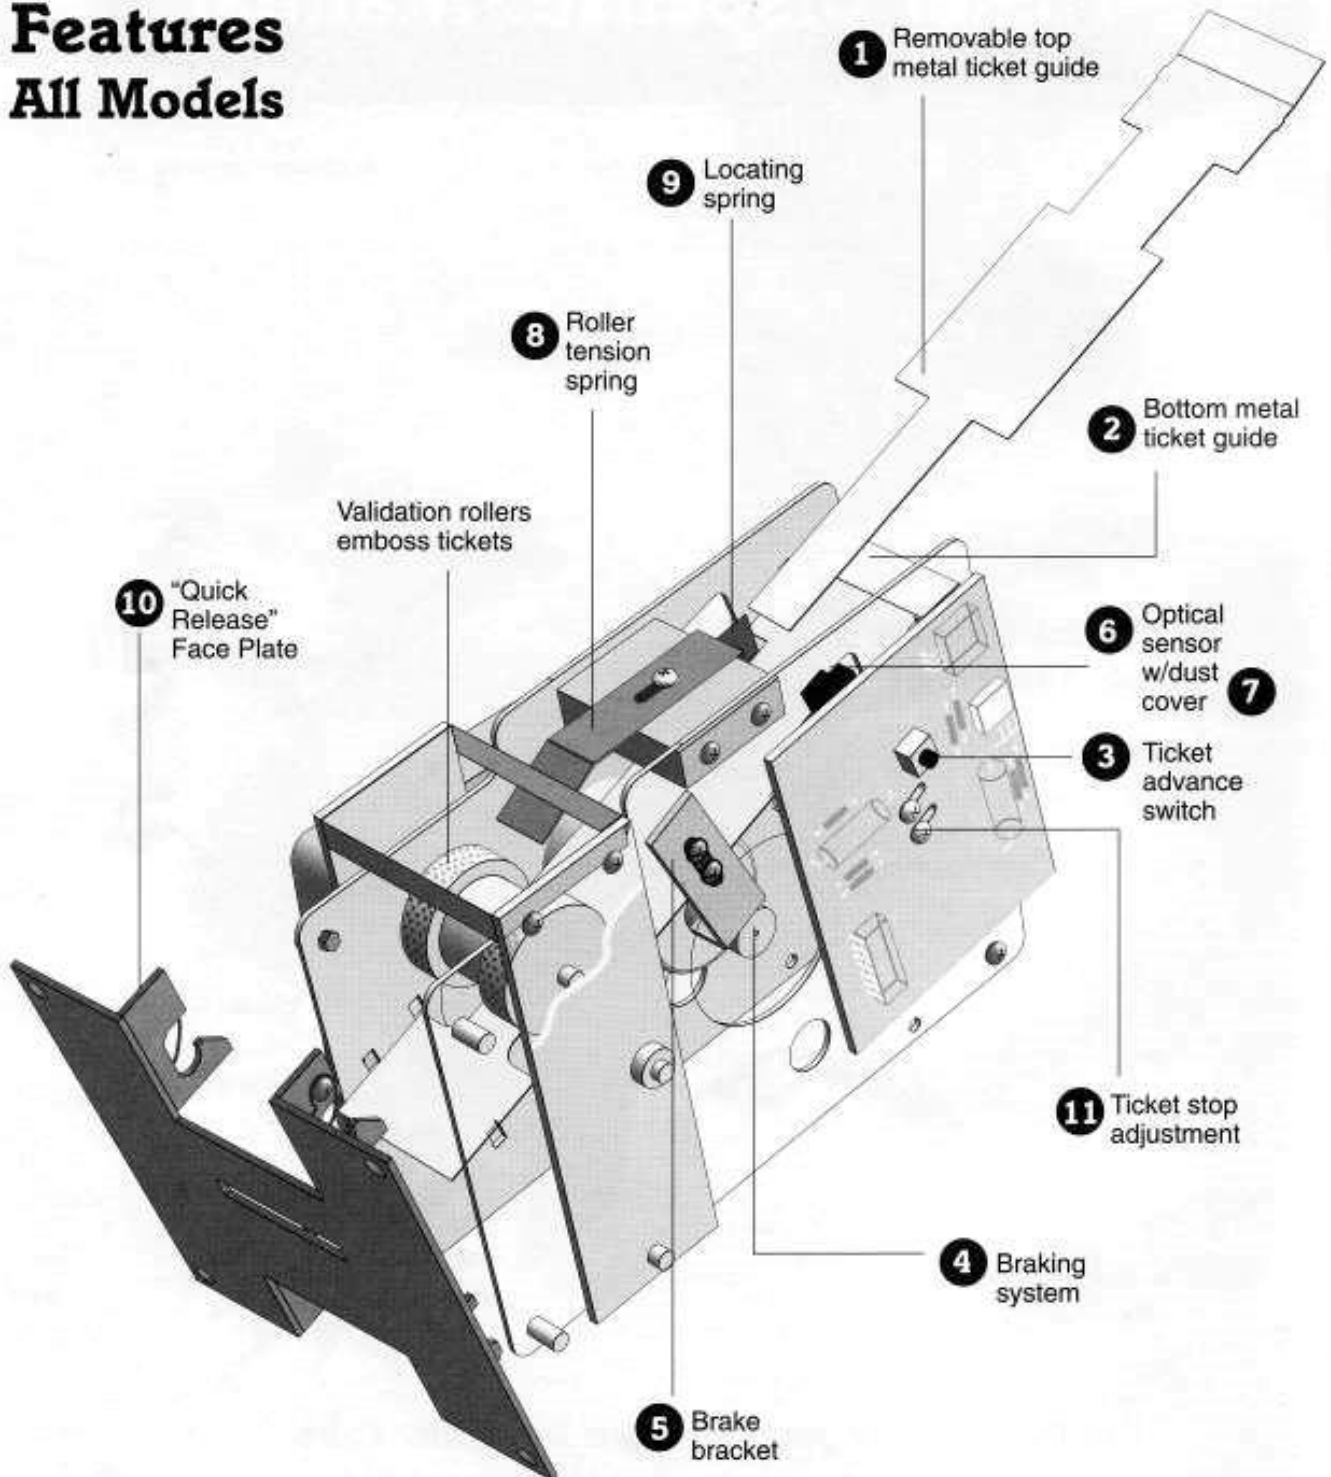 Features
All Models
1 Removable top
metal ticket guide
9 Locating
spring
8 Roller
tension
spring
2 Bottom metal
ticket guide
Validation rollers
emboss tickets
10 “Quick
Release”
Face Plate
6 Optical
sensor
w/dust
cover 7
3 Ticket
advance
switch
11 Ticket stop
adjustment
4 Braking
system
5 Brake
bracket